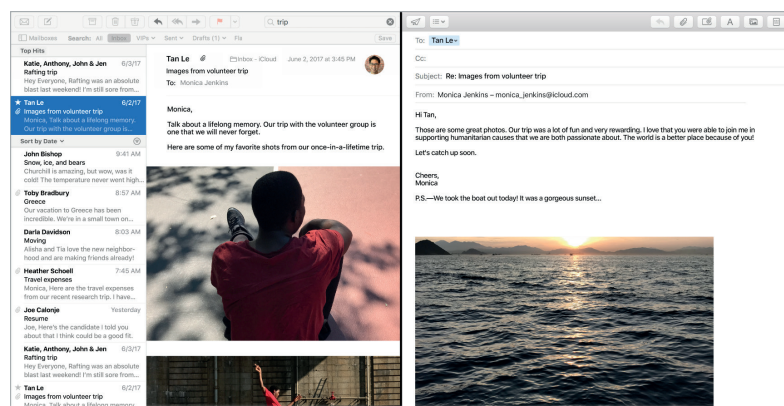 trip
Mailboxes Search: All Inbox VIPs Sent Drafts (1) Fla Save
Top Hits
Katie, Anthony, John & Jen 6/3/17
Rafting trip
Hey Everyone, Rafting was an absolute
blast last weekend! I'm still sore from...
Tan Le 6/2/17
Images from volunteer trip
Monica, Talk about a lifelong memory.
Our trip with the volunteer group is...
Sort by Date
John Bishop 9:41 AM
Snow, ice, and bears
Churchill is amazing, but wow, was it
cold! The temperature never went high...
Toby Bradbury 8:57 AM
Greece
Our vacation to Greece has been
incredible. We're in a small town on...
Darla Davidson 8:03 AM
Moving
Alisha and Tia love the new neighbor-
hood and are making friends already!
Heather Schoell 7:45 AM
Travel expenses
Monica, Here are the travel expenses
from our recent research trip. I have...
Joe Calonje Yesterday
Resume
Joe, Here's the candidate I told you
about that I think could be a good fit.
Katie, Anthony, John & Jen 6/3/17
Rafting trip
Hey Everyone, Rafting was an absolute
blast last weekend! I'm still sore from...
Tan Le 6/2/17
Images from volunteer trip
Monica, Talk about a lifelong memory.
Tan Le Inbox - iCloud June 2, 2017 at 3:45 PM
Images from volunteer trip
To: Monica Jenkins
Monica,
Talk about a lifelong memory. Our trip with the volunteer group is
one that we will never forget.
Here are some of my favorite shots from our once-in-a-lifetime trip.
A
To: Tan Le
Cc:
Subject: Re: Images from volunteer trip
From: Monica Jenkins – monica_jenkins@icloud.com
Hi Tan,
Those are some great photos. Our trip was a lot of fun and very rewarding. I love that you were able to join me in
supporting humanitarian causes that we are both passionate about. The world is a better place because of you!
Let's catch up soon.
Cheers,
Monica
P.S.—We took the boat out today! It was a gorgeous sunset...